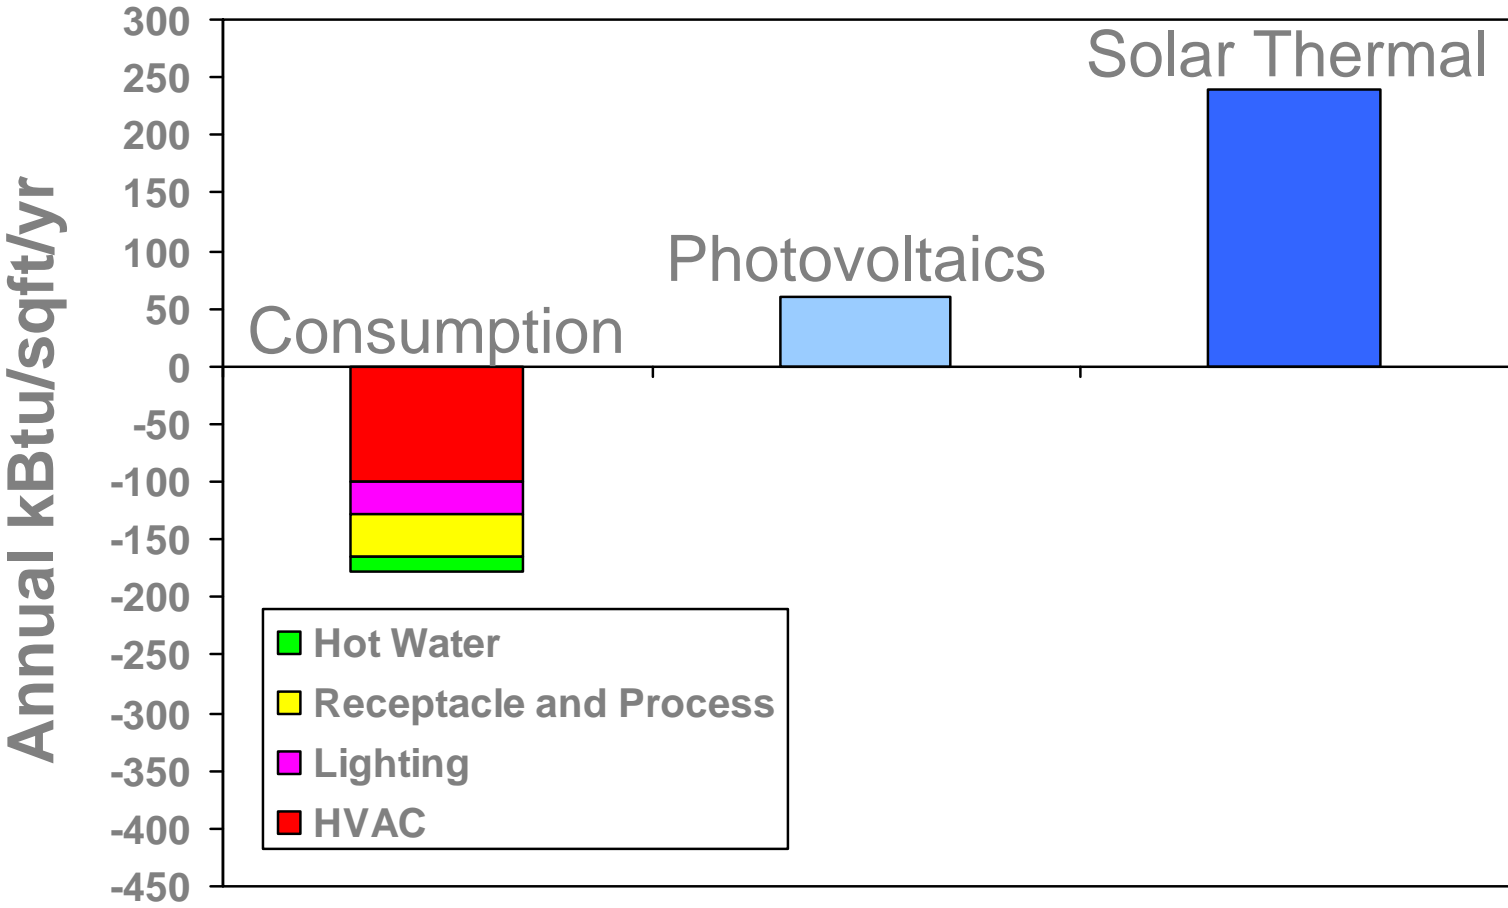 Annual kBtu/sqft/yr
300
250
200
150
100
50
0
-50
-100
-150
-200
-250
-300
-350
-400
-450
Solar Thermal
Photovoltaics
Consumption
Hot Water
Receptacle and Process
Lighting
HVAC